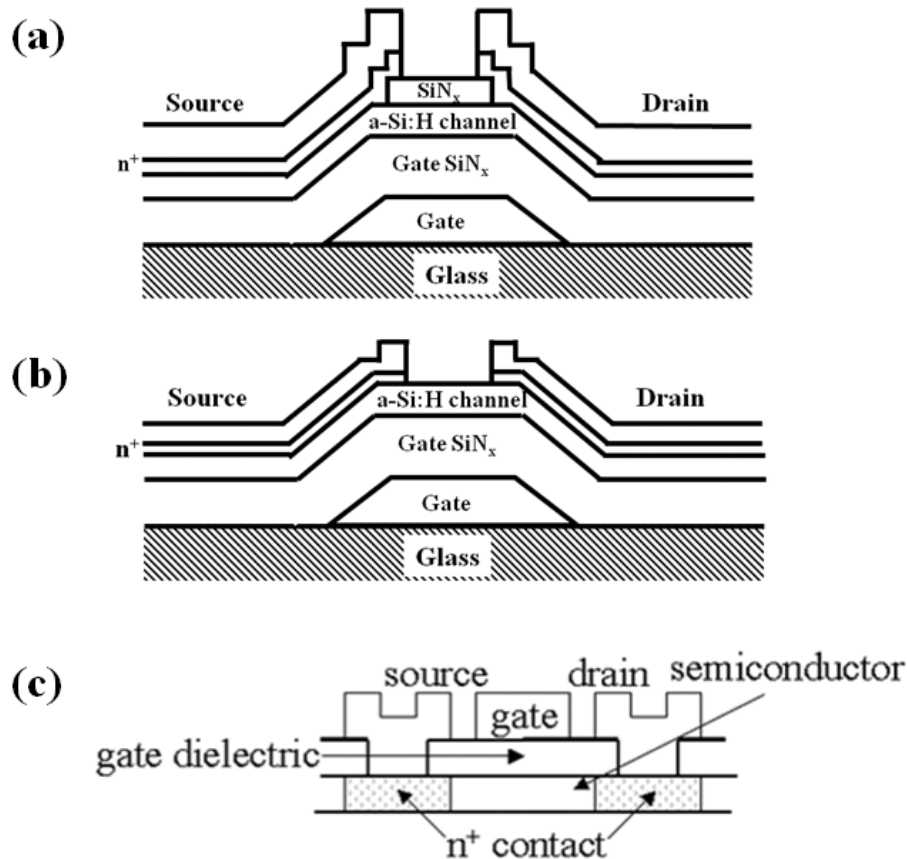 (a)
SiNₓ
Source
Drain
a-Si:H channel
n⁺
Gate SiNₓ
Gate
Glass
(b)
Source
a-Si:H channel
Drain
n⁺
Gate SiNₓ
Gate
Glass
(c)
source
drain
semiconductor
gate
gate dielectric
n⁺ contact